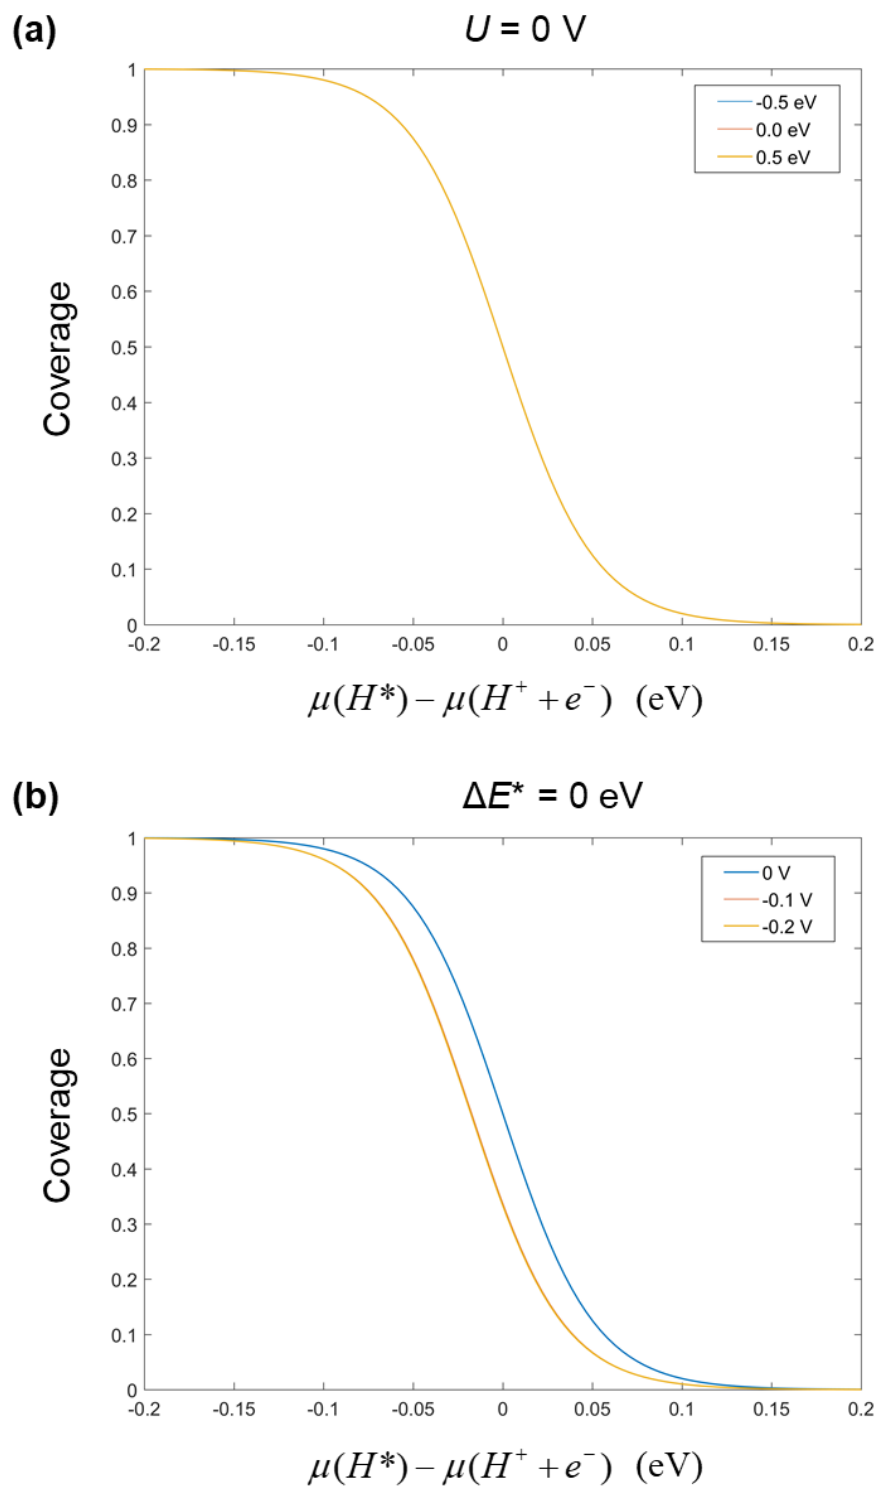 (a)
U = 0 V
1
0.9
0.8
0.7
0.6
0.5
0.4
0.3
0.2
0.1
0
Coverage
-0.5 eV
0.0 eV
0.5 eV
-0.2 -0.15 -0.1 -0.05 0 0.05 0.1 0.15 0.2
μ(H*) – μ(H⁺ + e⁻) (eV)
(b)
ΔE* = 0 eV
1
0.9
0.8
0.7
0.6
0.5
0.4
0.3
0.2
0.1
0
Coverage
0 V
-0.1 V
-0.2 V
-0.2 -0.15 -0.1 -0.05 0 0.05 0.1 0.15 0.2
μ(H*) – μ(H⁺ + e⁻) (eV)